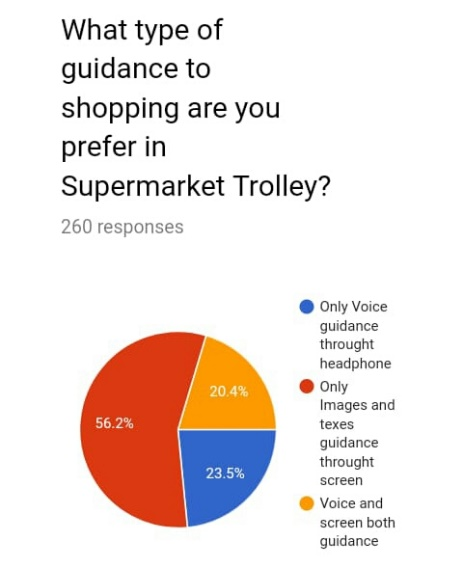 What type of
guidance to
shopping are you
prefer in
Supermarket Trolley?
260 responses
Only Voice
guidance
throught
headphone
Only
Images and
texes
guidance
throught
screen
Voice and
screen both
guidance
20.4%
56.2%
23.5%